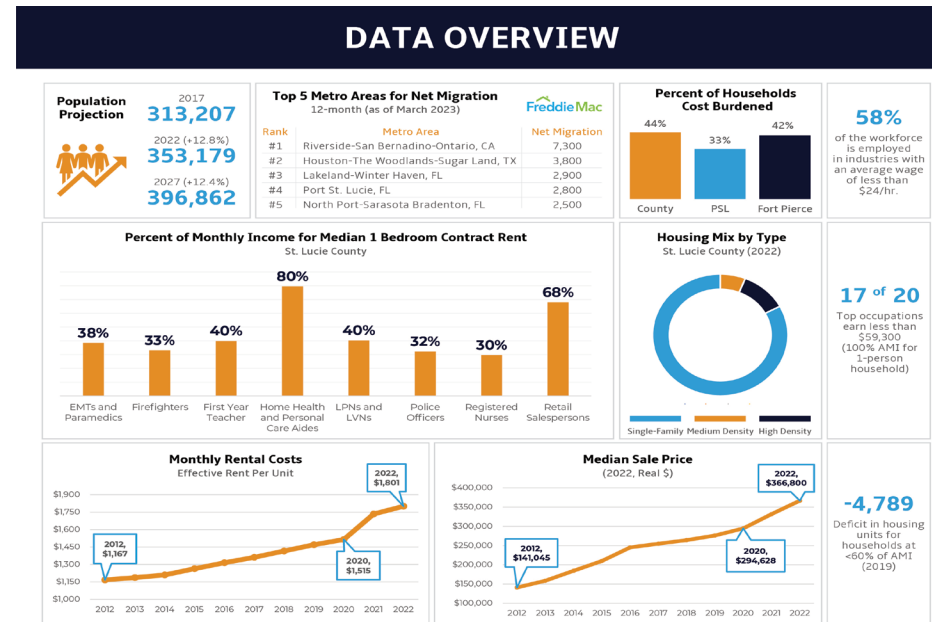 DATA OVERVIEW
Population
Projection
2017
313,207
2022 (+12.8%)
353,179
2027 (+12.4%)
396,862
Top 5 Metro Areas for Net Migration
12-month (as of March 2023)
FreddieMac
Rank Metro Area Net Migration
#1 Riverside-San Bernadino-Ontario, CA 7,300
#2 Houston-The Woodlands-Sugar Land, TX 3,800
#3 Lakeland-Winter Haven, FL 2,900
#4 Port St. Lucie, FL 2,800
#5 North Port-Sarasota Bradenton, FL 2,500
Percent of Households
Cost Burdened
44%
33%
42%
County PSL Fort Pierce
58%
of the workforce
is employed
in industries with
an average wage
of less than
$24/hr.
Percent of Monthly Income for Median 1 Bedroom Contract Rent
St. Lucie County
38%
33%
40%
80%
40%
32%
30%
68%
EMTs and
Paramedics
Firefighters
First Year
Teacher
Home Health
and Personal
Care Aides
LPNs and
LVNs
Police
Officers
Registered
Nurses
Retail
Salespersons
Housing Mix by Type
St. Lucie County (2022)
Single-Family Medium Density High Density
17 of 20
Top occupations
earn less than
$59,300
(100% AMI for
1-person
household)
Monthly Rental Costs
Effective Rent Per Unit
$1,900
$1,750
$1,600
$1,450
$1,300
$1,150
$1,000
2012,
$1,167
2020,
$1,515
2022,
$1,801
2012 2013 2014 2015 2016 2017 2018 2019 2020 2021 2022
Median Sale Price
(2022, Real $)
$400,000
$350,000
$300,000
$250,000
$200,000
$150,000
$100,000
2012,
$141,045
2020,
$294,628
2022,
$366,800
2012 2013 2014 2015 2016 2017 2018 2019 2020 2021 2022
-4,789
Deficit in housing
units for
households at
<60% of AMI
(2019)